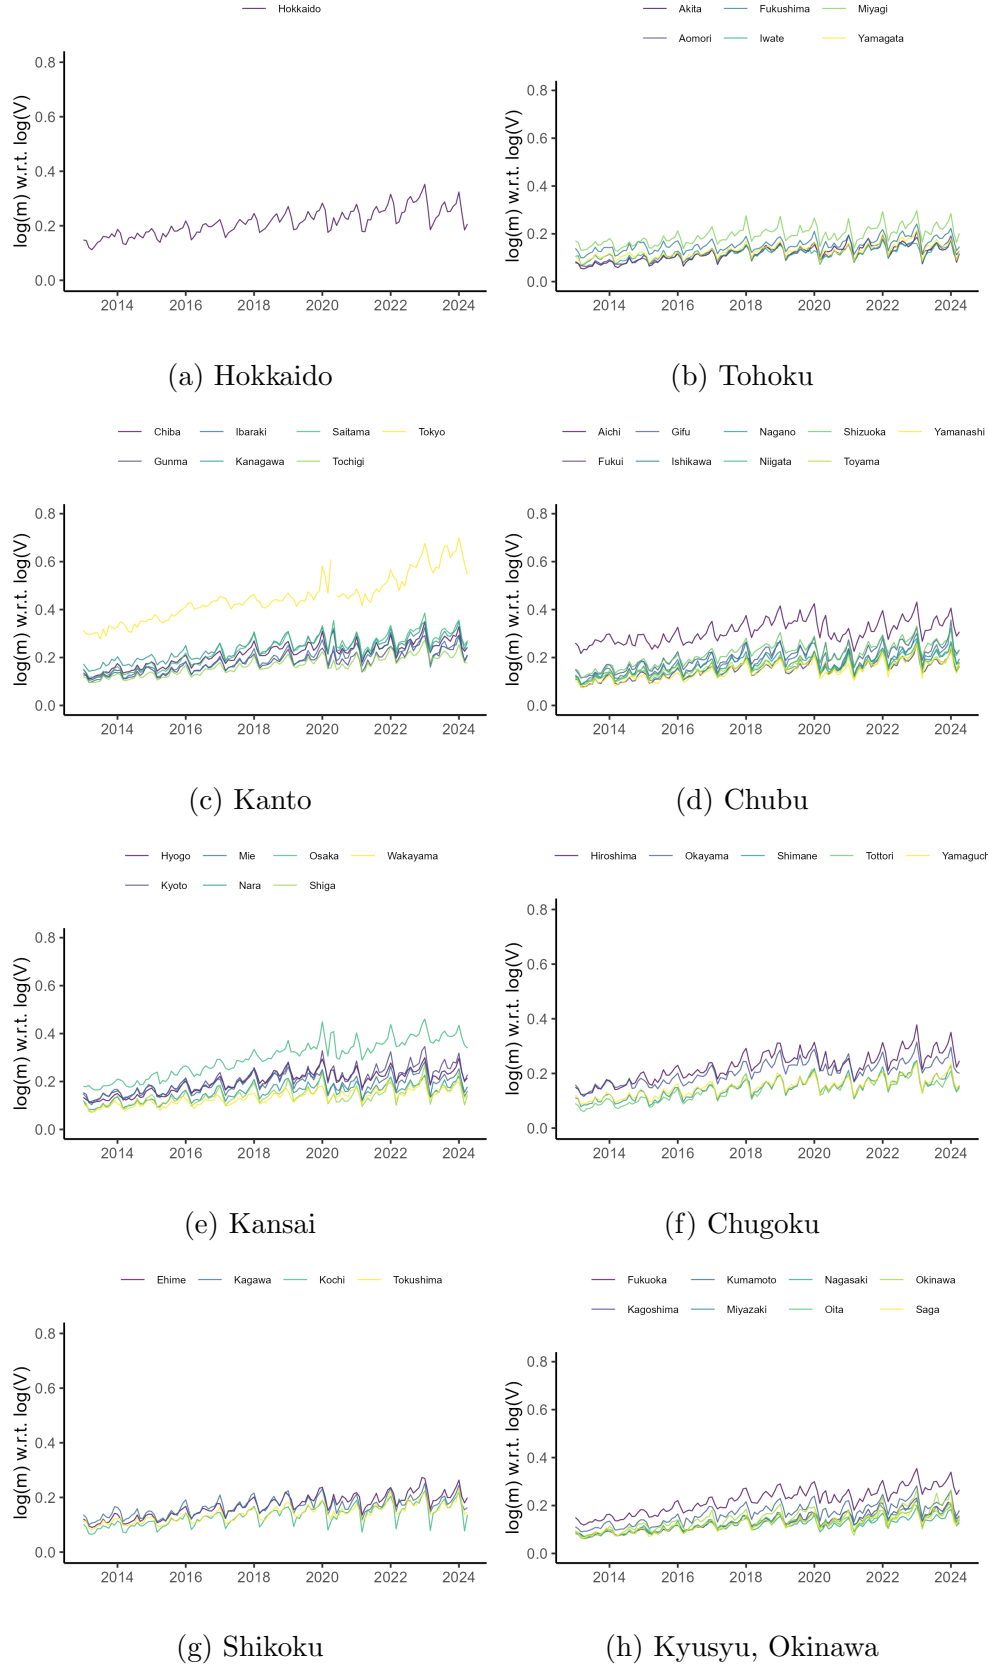 Hokkaido
log(m) w.r.t. log(V)
0.8
0.6
0.4
0.2
0.0
2014 2016 2018 2020 2022 2024
(a) Hokkaido
Akita Fukushima Miyagi
Aomori Iwate Yamagata
log(m) w.r.t. log(V)
0.8
0.6
0.4
0.2
0.0
2014 2016 2018 2020 2022 2024
(b) Tohoku
Chiba Ibaraki Saitama Tokyo
Gunma Kanagawa Tochigi
log(m) w.r.t. log(V)
0.8
0.6
0.4
0.2
0.0
2014 2016 2018 2020 2022 2024
(c) Kanto
Aichi Gifu Nagano Shizuoka Yamanashi
Fukui Ishikawa Niigata Toyama
log(m) w.r.t. log(V)
0.8
0.6
0.4
0.2
0.0
2014 2016 2018 2020 2022 2024
(d) Chubu
Hyogo Mie Osaka Wakayama
Kyoto Nara Shiga
log(m) w.r.t. log(V)
0.8
0.6
0.4
0.2
0.0
2014 2016 2018 2020 2022 2024
(e) Kansai
Hiroshima Okayama Shimane Tottori Yamaguch
log(m) w.r.t. log(V)
0.8
0.6
0.4
0.2
0.0
2014 2016 2018 2020 2022 2024
(f) Chugoku
Ehime Kagawa Kochi Tokushima
log(m) w.r.t. log(V)
0.8
0.6
0.4
0.2
0.0
2014 2016 2018 2020 2022 2024
(g) Shikoku
Fukuoka Kumamoto Nagasaki Okinawa
Kagoshima Miyazaki Oita Saga
log(m) w.r.t. log(V)
0.8
0.6
0.4
0.2
0.0
2014 2016 2018 2020 2022 2024
(h) Kyusyu, Okinawa